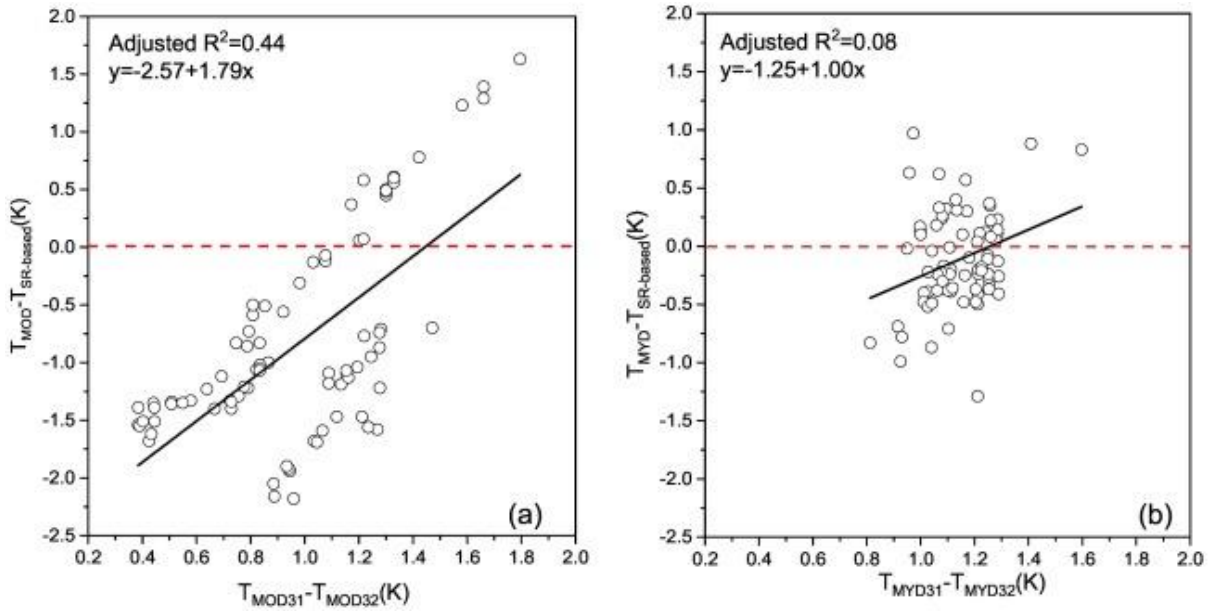 2.0
1.5
1.0
0.5
0.0
-0.5
-1.0
-1.5
-2.0
-2.5
T_MOD-T_SR-based(K)
Adjusted R²=0.44
y=-2.57+1.79x
(a)
0.2 0.4 0.6 0.8 1.0 1.2 1.4 1.6 1.8 2.0
T_MOD31-T_MOD32(K)
2.0
1.5
1.0
0.5
0.0
-0.5
-1.0
-1.5
-2.0
-2.5
T_MYD-T_SR-based(K)
Adjusted R²=0.08
y=-1.25+1.00x
(b)
0.2 0.4 0.6 0.8 1.0 1.2 1.4 1.6 1.8 2.0
T_MYD31-T_MYD32(K)